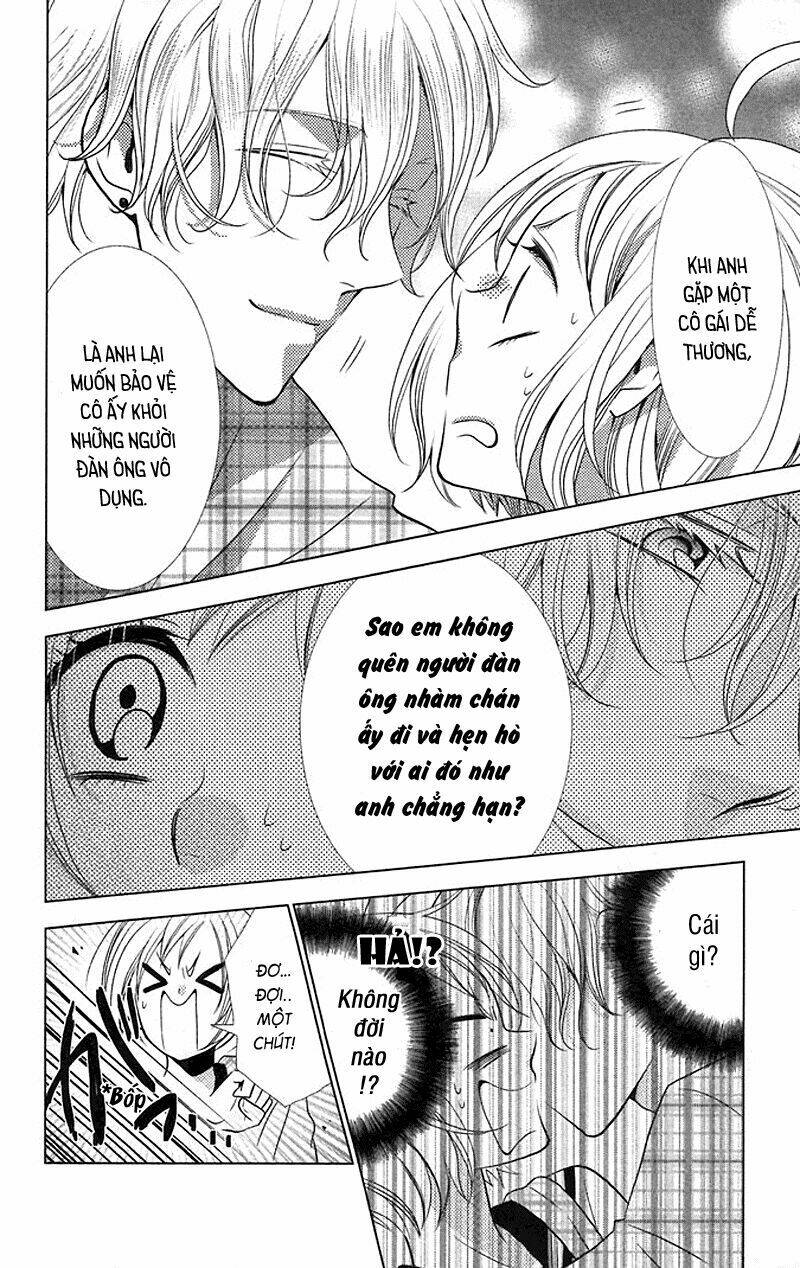 KHI ANH
GẶP MỘT
CÔ GÁI DỄ
THƯƠNG,
LÀ ANH LẠI
MUỐN BẢO VỆ
CÔ ẤY KHỎI
NHỮNG NGƯỜI
ĐÀN ÔNG VÔ
DỤNG.
Sao em không
quên người đàn
ông nhàm chán
ấy đi và hẹn hò
với ai đó như
anh chẳng hạn?
Cái
gì?
HẢ!?
Không
đời
nào
!?
ĐƠ...
ĐỢI..
MỘT
CHÚT!
*Bốp